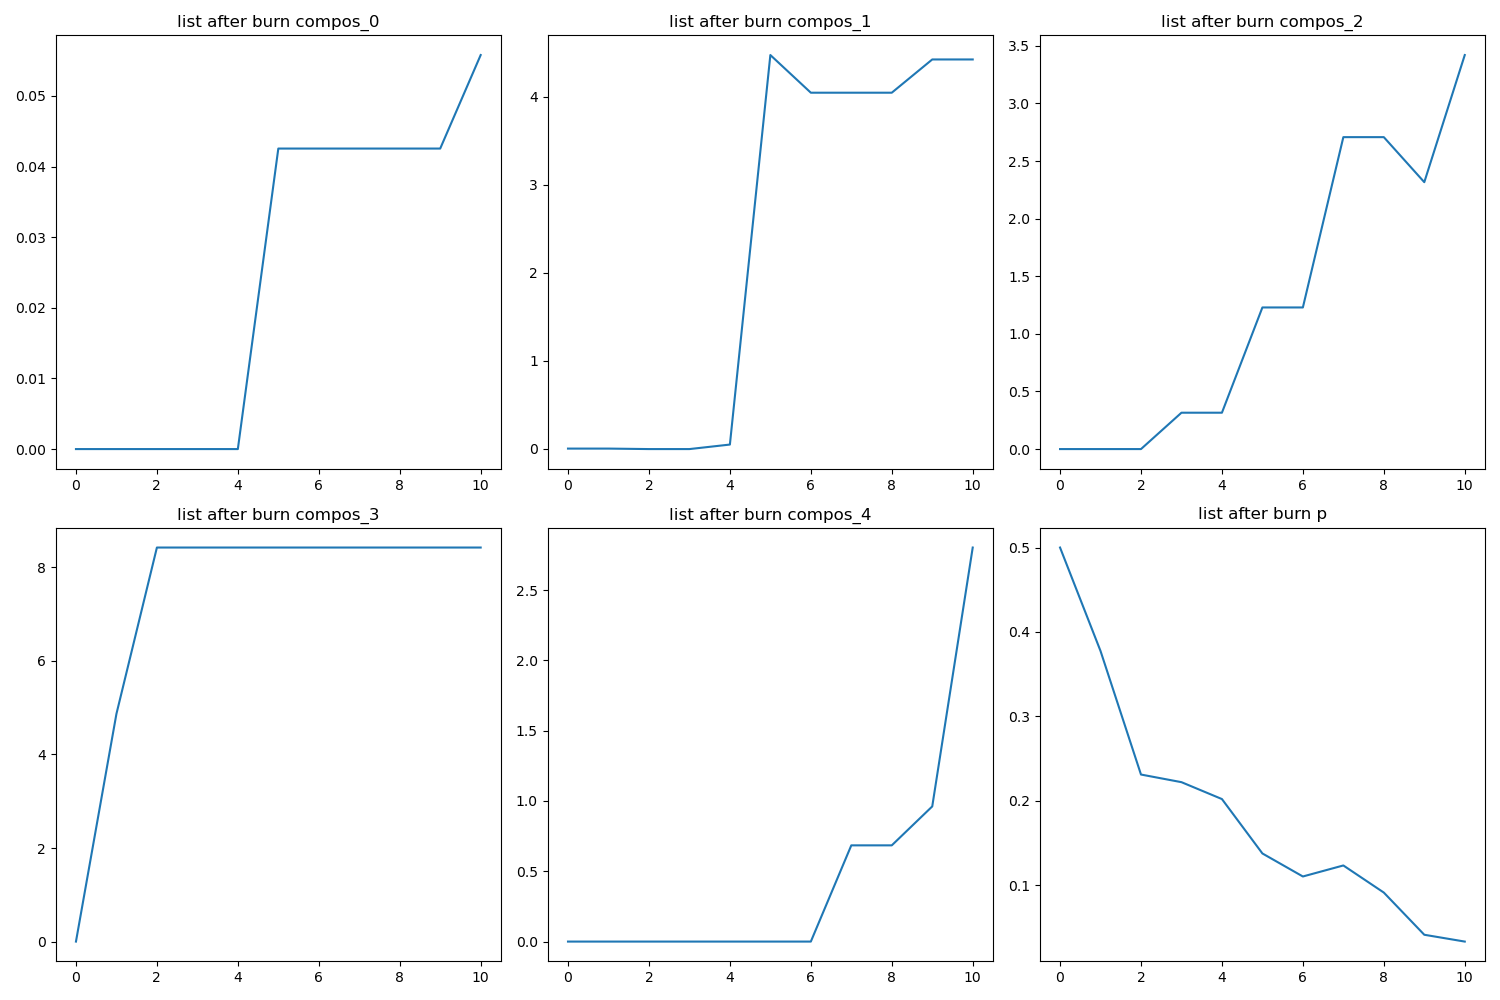 list after burn compos_0
0.05
0.04
0.03
0.02
0.01
0.00
0 2 4 6 8 10
list after burn compos_1
4
3
2
1
0
0 2 4 6 8 10
list after burn compos_2
3.5
3.0
2.5
2.0
1.5
1.0
0.5
0.0
0 2 4 6 8 10
list after burn compos_3
8
6
4
2
0
0 2 4 6 8 10
list after burn compos_4
2.5
2.0
1.5
1.0
0.5
0.0
0 2 4 6 8 10
list after burn p
0.5
0.4
0.3
0.2
0.1
0 2 4 6 8 10